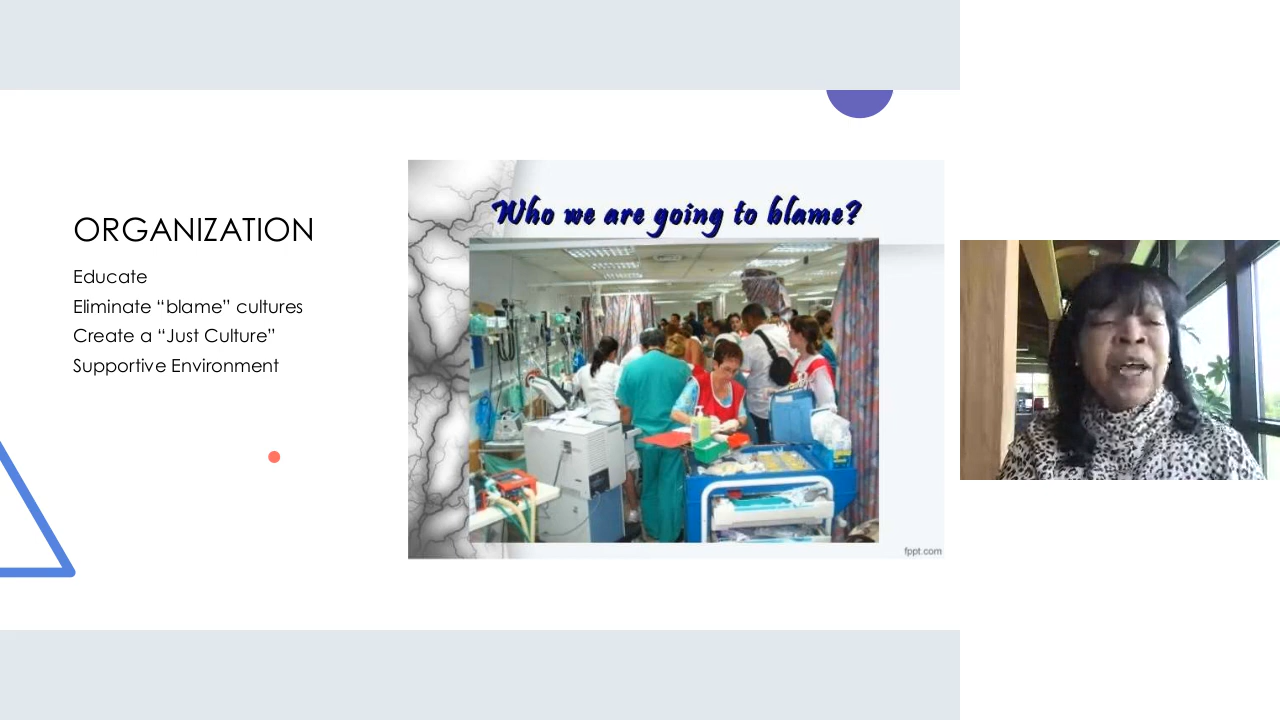 ORGANIZATION
Educate
Eliminate “blame” cultures
Create a “Just Culture”
Supportive Environment
Who we are going to blame?
fppt.com